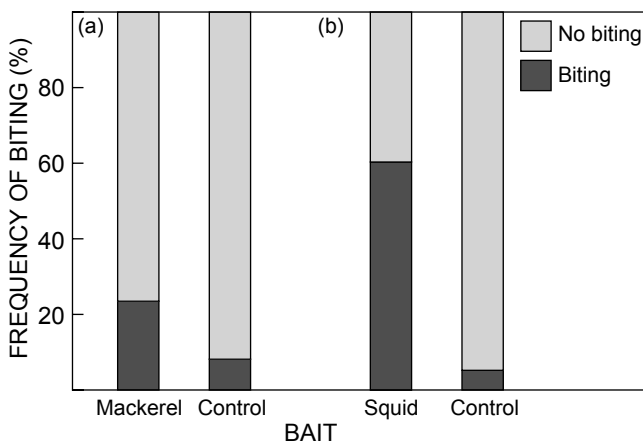 (a)
(b)
No biting
Biting
FREQUENCY OF BITING (%)
80
60
40
20
Mackerel Control Squid Control
BAIT